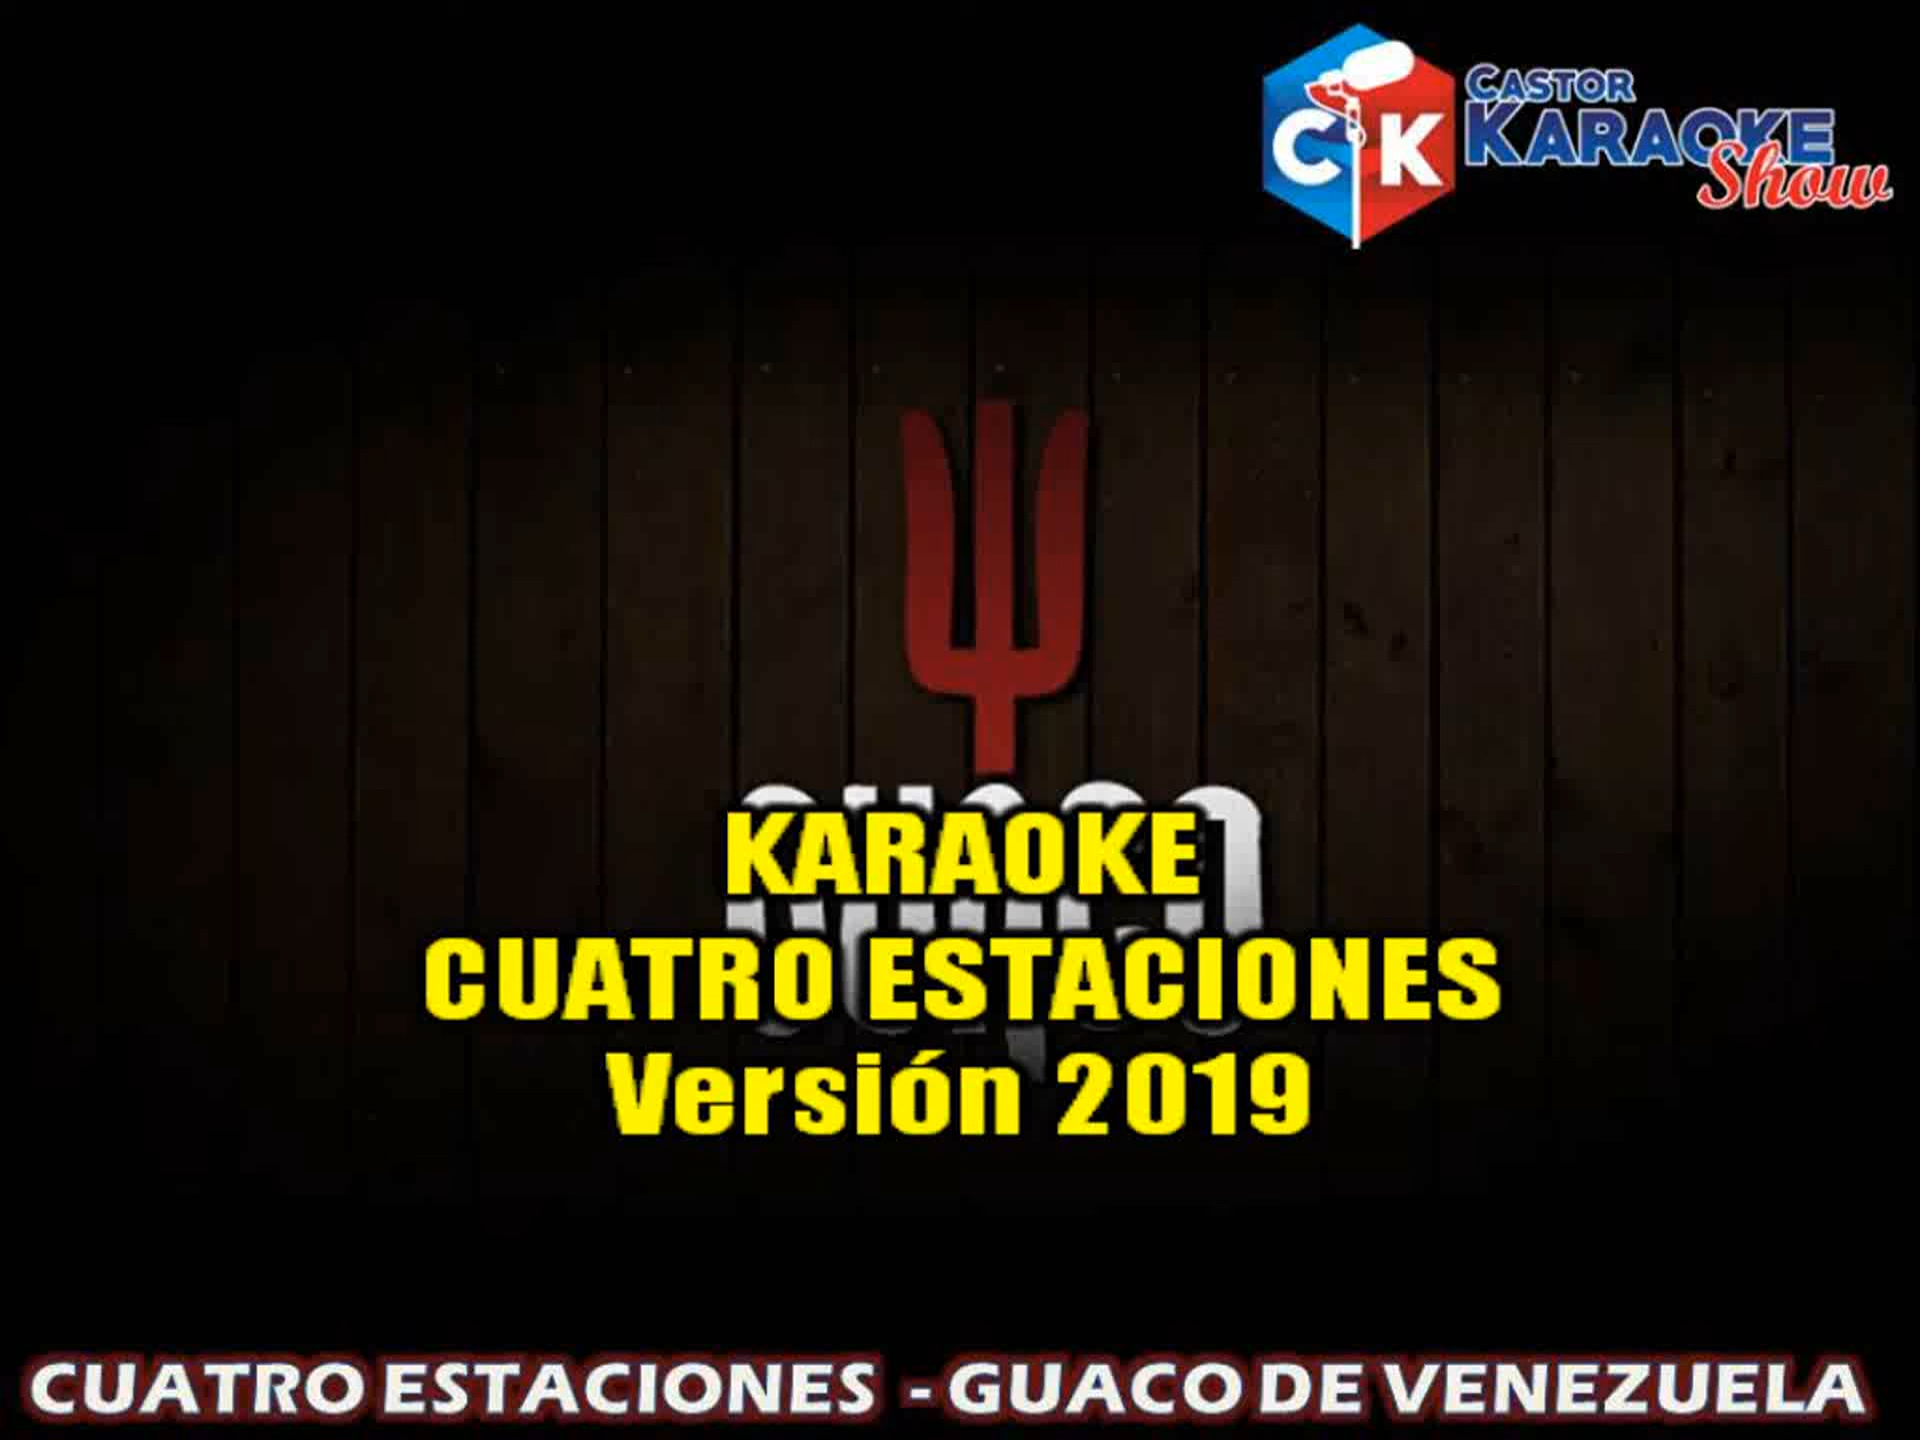 CASTOR
KARAOKE
Show
CK
KARAOKE
CUATRO ESTACIONES
Versión 2019
CUATRO ESTACIONES - GUACO DE VENEZUELA